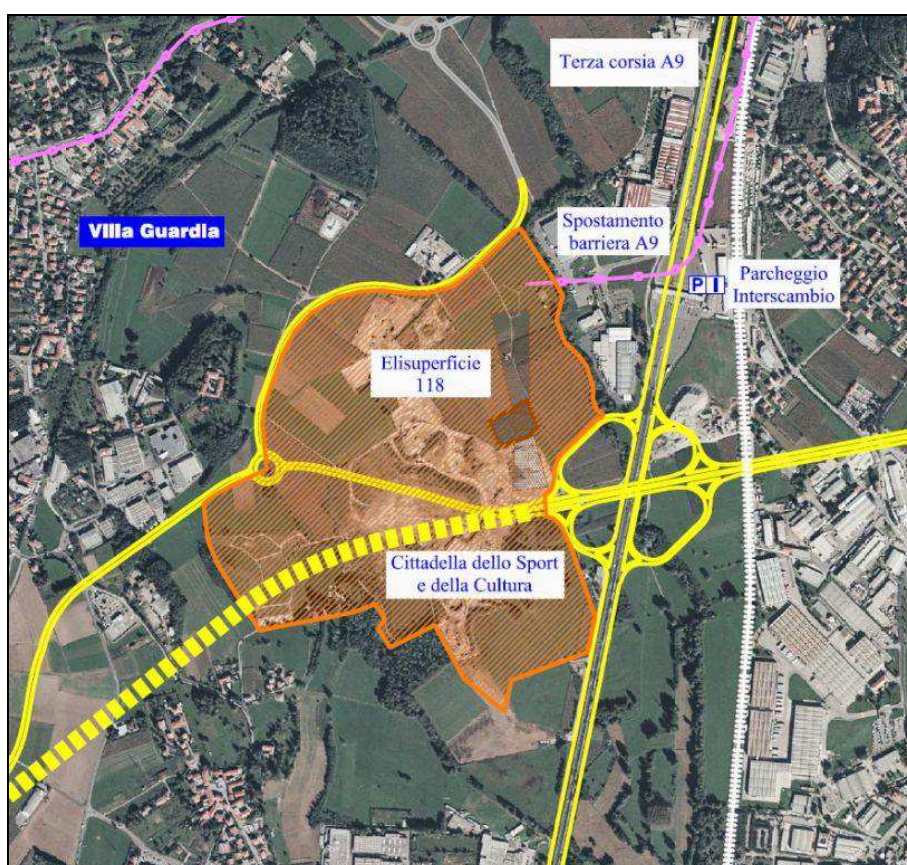 Terza corsia A9
Villa Guardia
Spostamento
barriera A9
P I
Parcheggio
Interscambio
Elisuperficie
118
Cittadella dello Sport
e della Cultura